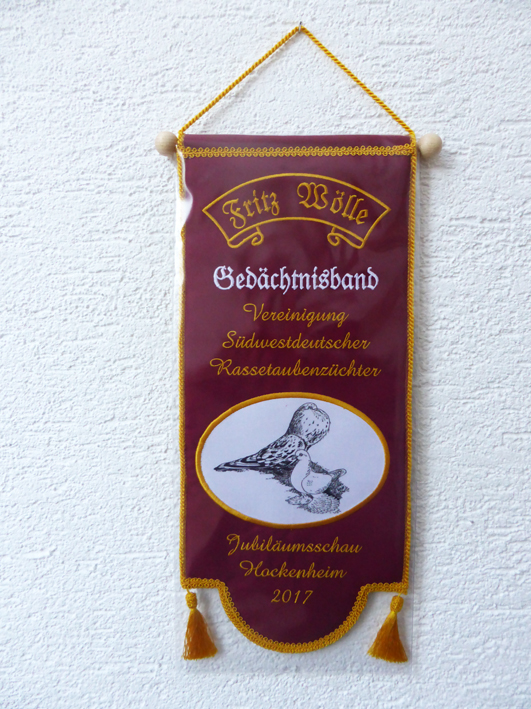 Fritz Wölle
Gedächtnisband
Vereinigung
Südwestdeutscher
Rassetaubenzüchter
Jubiläumsschau
Hockenheim
2017